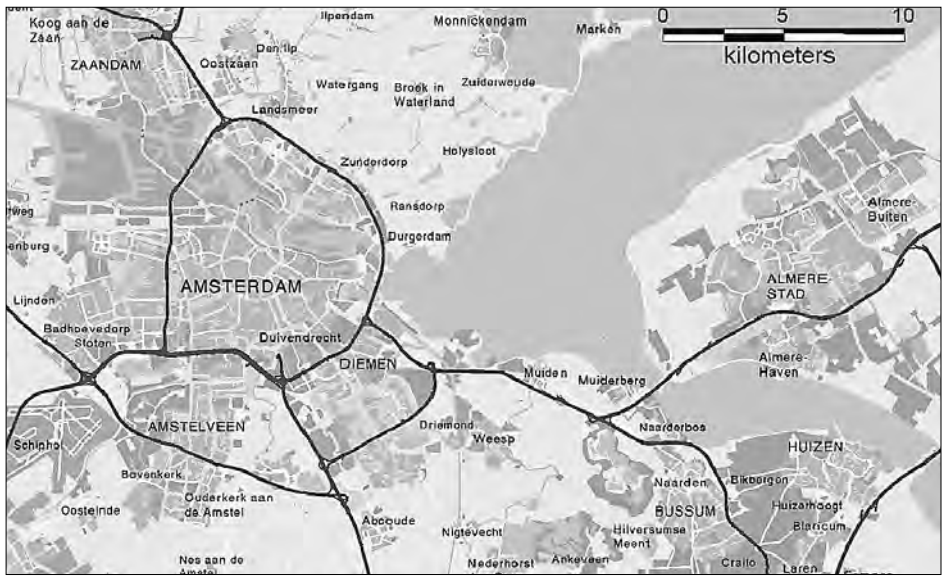 Koog aan de
Zaan
Ilpendam
Monnickendam
Marken
0 5 10
kilometers
ZAANDAM
Oostzaan
Den Ilp
Watergang
Broek in
Waterland
Zuiderwoude
Landsmeer
Zunderdorp
Holysloot
Ransdorp
Durgerdam
Almere-
Buiten
enburg
AMSTERDAM
ALMERE-
STAD
Lijnden
Badhoevedorp
Sloten
Duivendrecht
DIEMEN
Muiden
Muiderberg
Almere-
Haven
AMSTELVEEN
Driemond
Weesp
Naarderbos
HUIZEN
Schiphol
Bovenkerk
Ouderkerk aan
de Amstel
Naarden
Bikbergen
Oosteinde
Abcoude
Nigtevecht
BUSSUM
Huizerhoogt
Blaricum
Hilversumse
Meent
Nes aan de
Amstel
Nederhorst
Ankeveen
Crailo
Laren